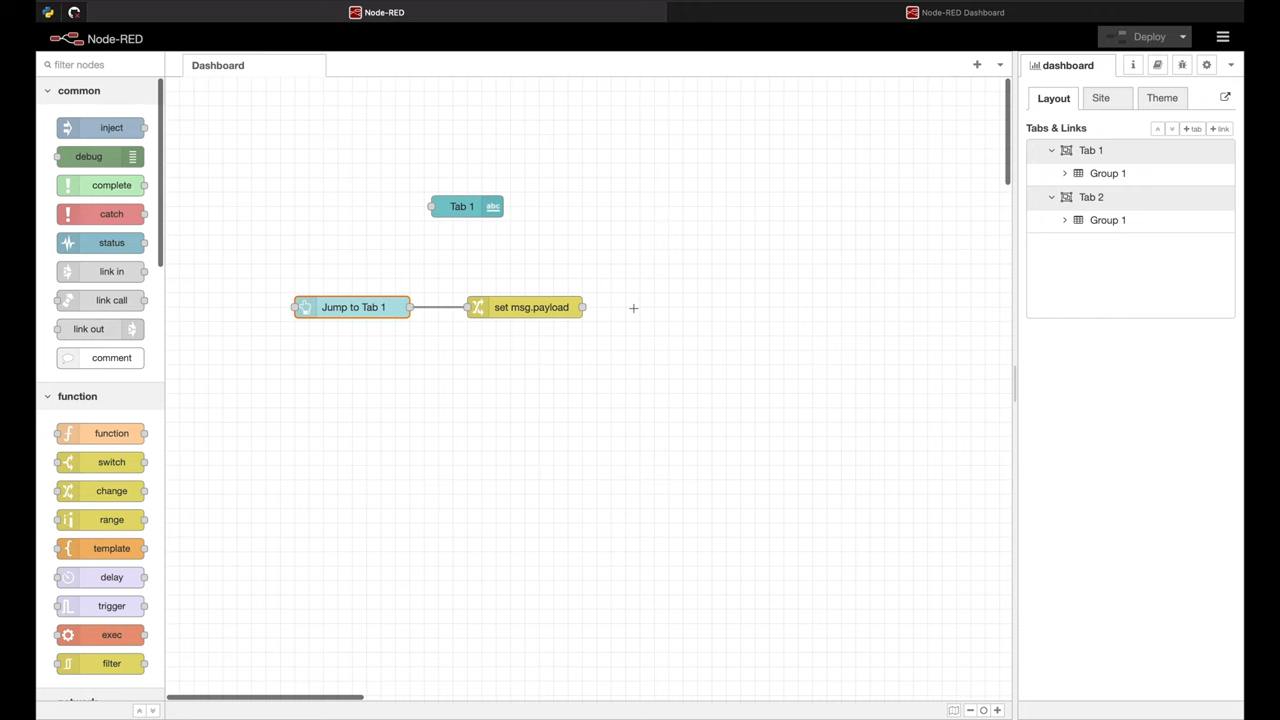 Node-RED
Node-RED Dashboard
Node-RED
Deploy
filter nodes
Dashboard
dashboard
common
inject
debug
complete
catch
status
link in
link call
link out
comment
function
function
switch
change
range
template
delay
trigger
exec
filter
Tab 1
abc
Jump to Tab 1
set msg.payload
Layout
Site
Theme
Tabs & Links
+tab
+link
Tab 1
Group 1
Tab 2
Group 1